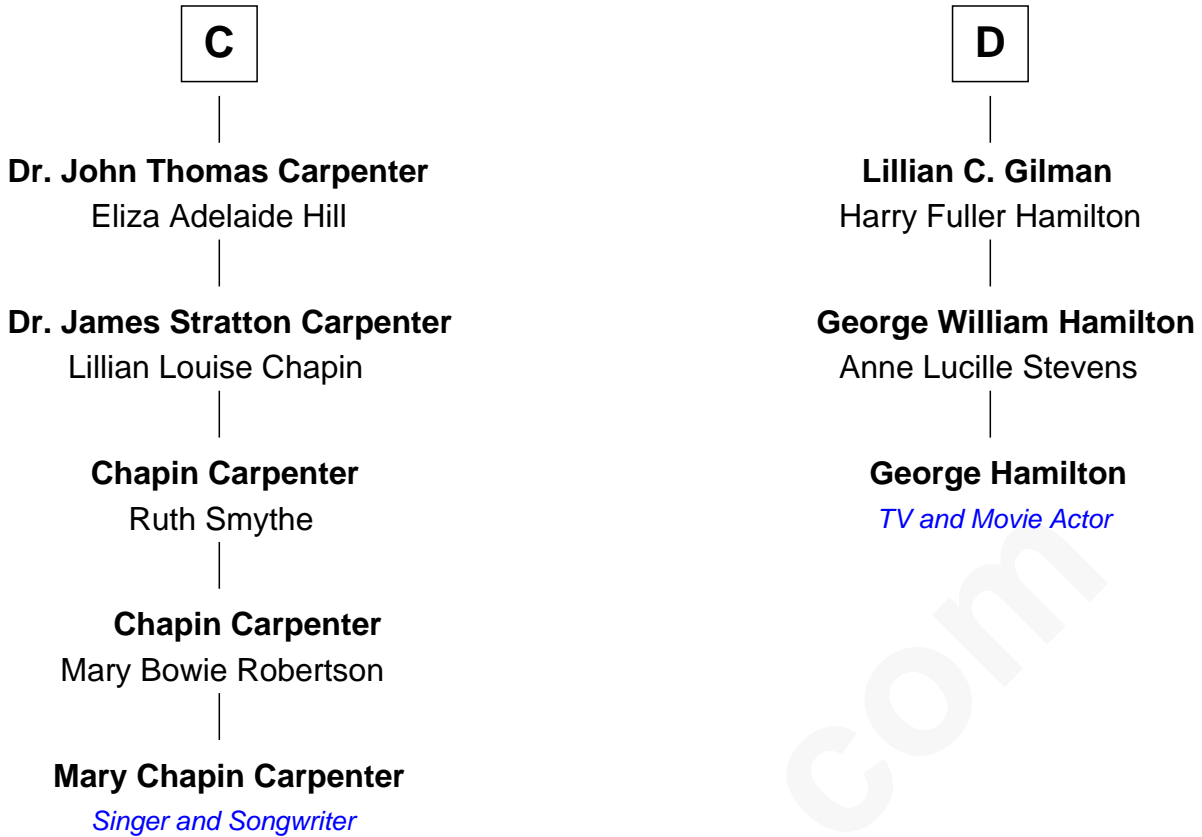 C
Dr. John Thomas Carpenter
Eliza Adelaide Hill
Dr. James Stratton Carpenter
Lillian Louise Chapin
Chapin Carpenter
Ruth Smythe
Chapin Carpenter
Mary Bowie Robertson
Mary Chapin Carpenter
Singer and Songwriter
D
Lillian C. Gilman
Harry Fuller Hamilton
George William Hamilton
Anne Lucille Stevens
George Hamilton
TV and Movie Actor
com